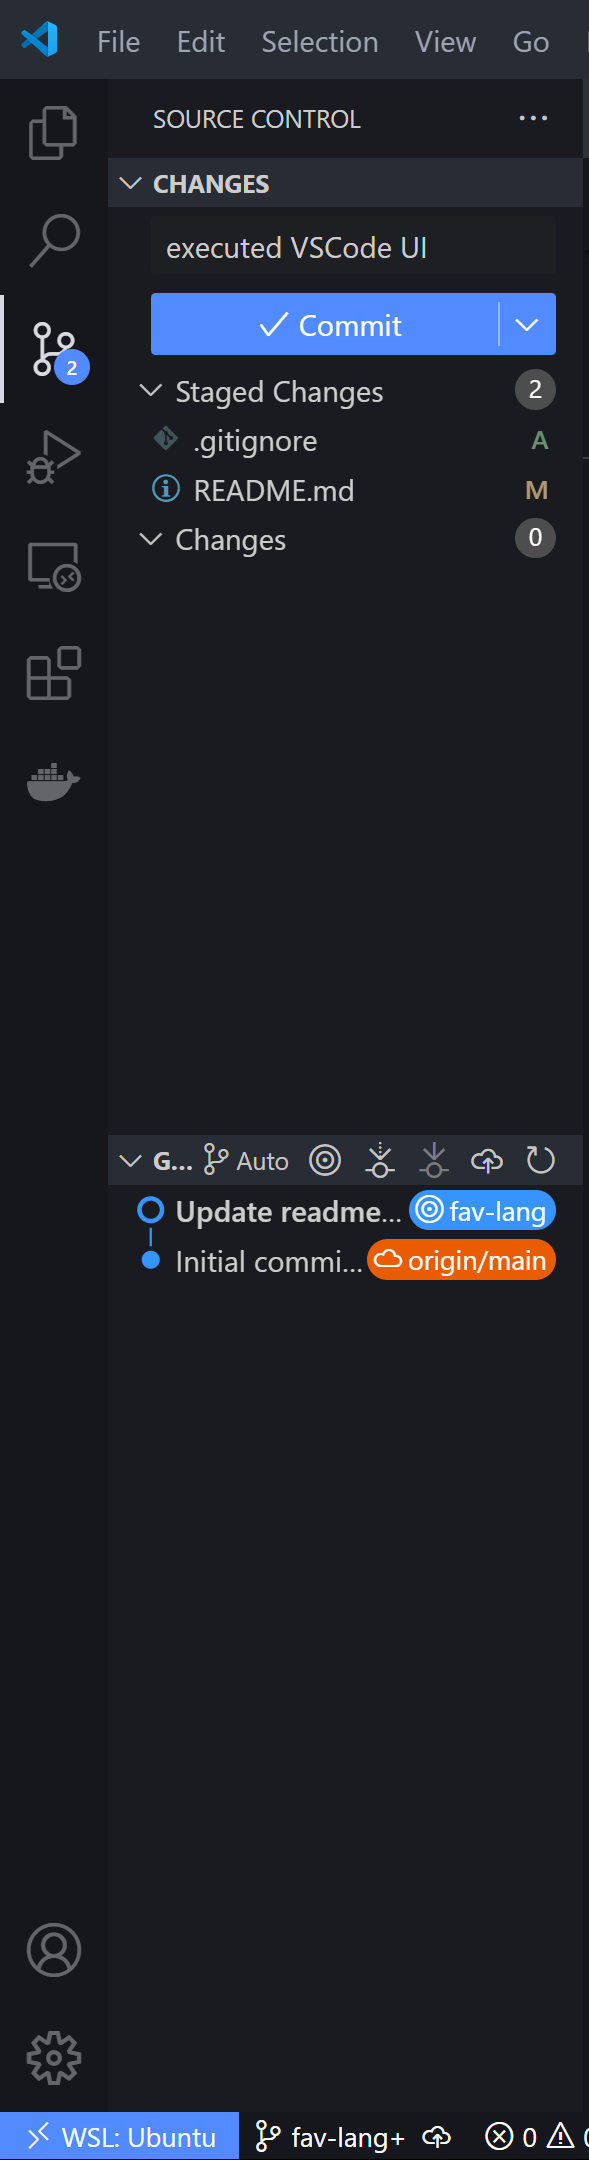 File Edit Selection View Go
SOURCE CONTROL
CHANGES
executed VSCode UI
Commit
Staged Changes 2
.gitignore A
README.md M
Changes 0
2
G... Auto
Update readme... fav-lang
Initial commi... origin/main
WSL: Ubuntu fav-lang+ 0